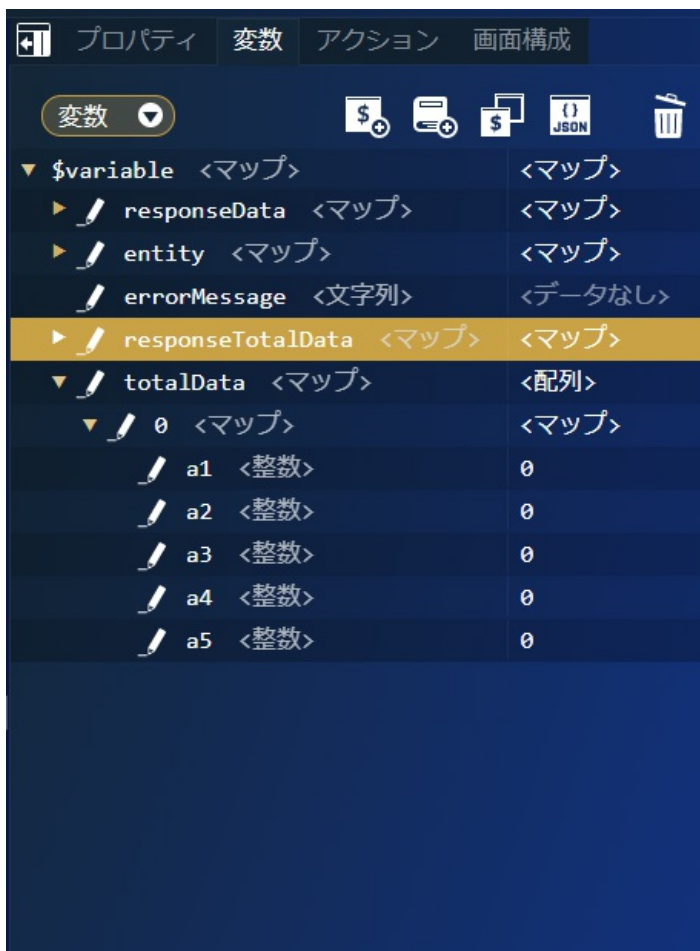 プロパティ 変数 アクション 画面構成
変数 $ $ {} JSON
$variable <マップ> <マップ>
responseData <マップ> <マップ>
entity <マップ> <マップ>
errorMessage <文字列> <データなし>
responseTotalData <マップ> <マップ>
totalData <マップ> <配列>
0 <マップ> <マップ>
a1 <整数> 0
a2 <整数> 0
a3 <整数> 0
a4 <整数> 0
a5 <整数> 0